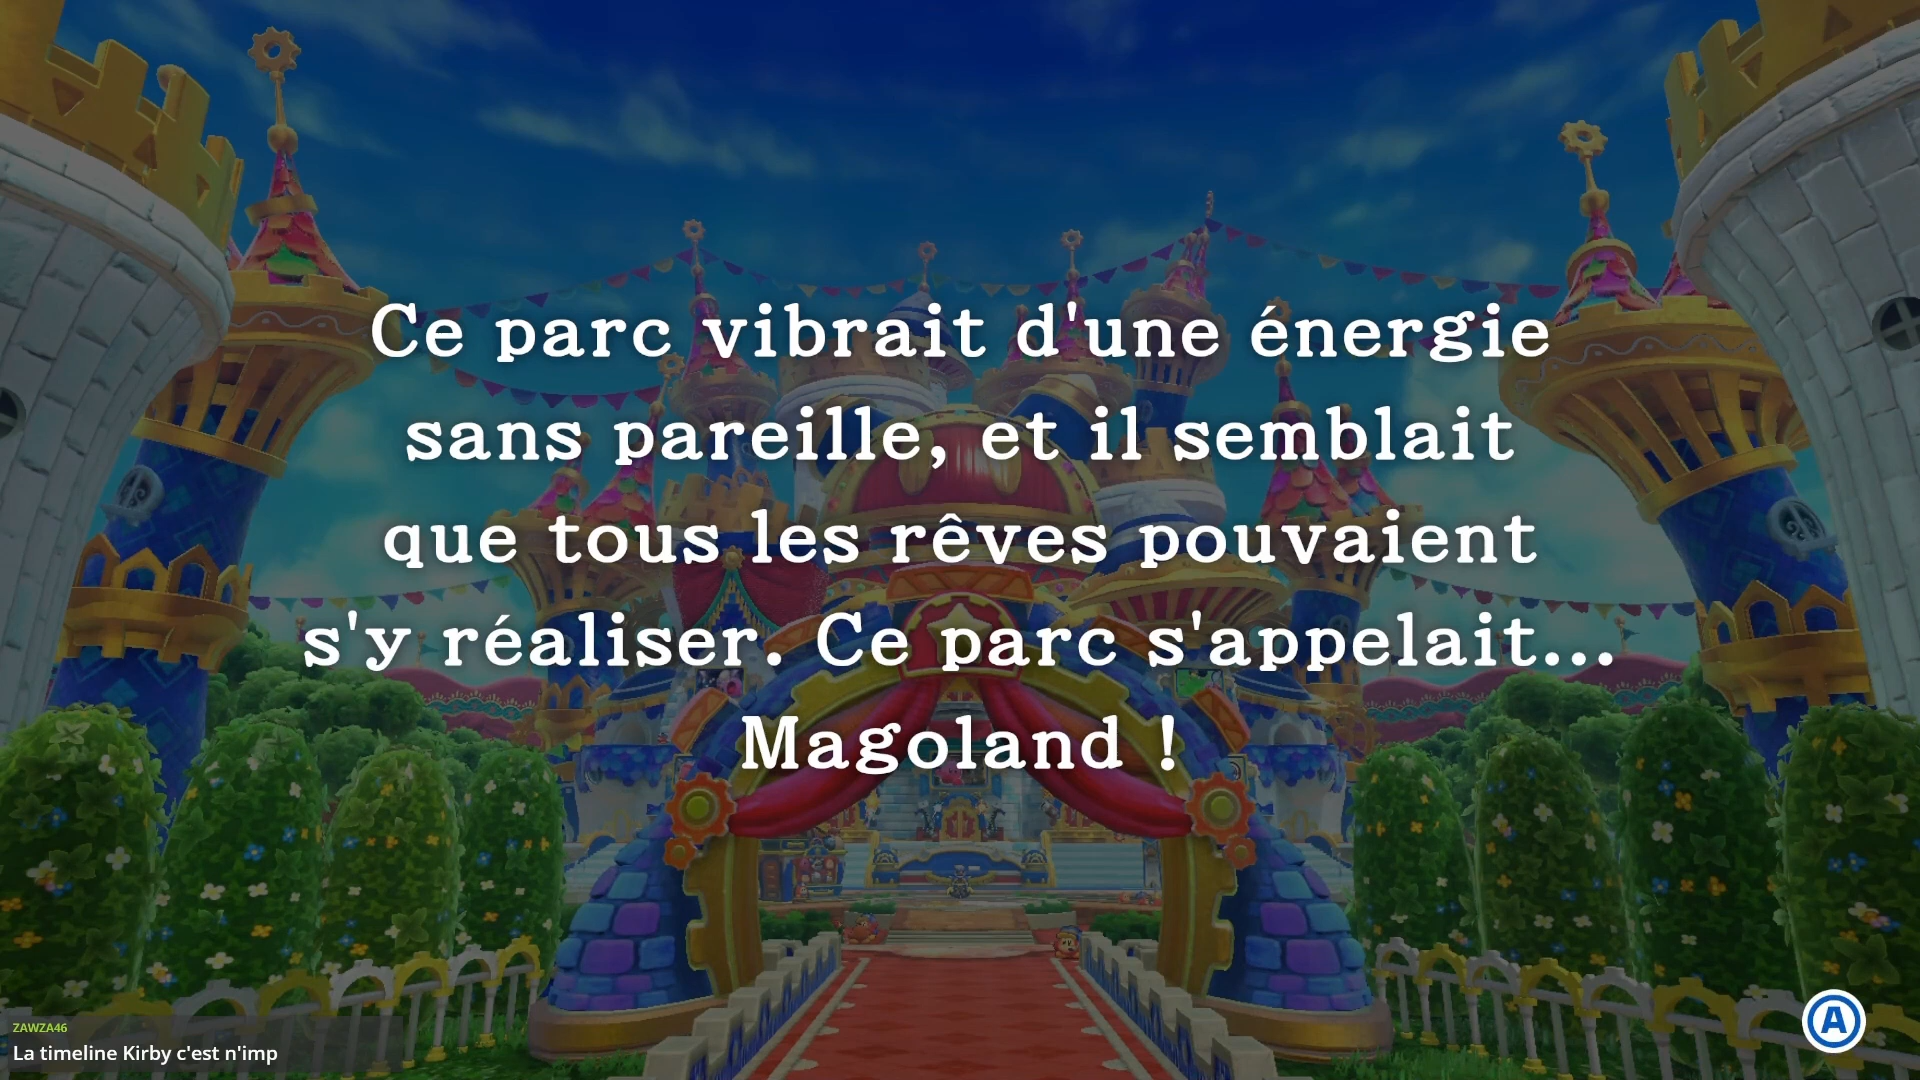 Ce parc vibrait d'une énergie
sans pareille, et il semblait
que tous les rêves pouvaient
s'y réaliser. Ce parc s'appelait...
Magoland !
A
ZAWZA46
La timeline Kirby c'est n'imp